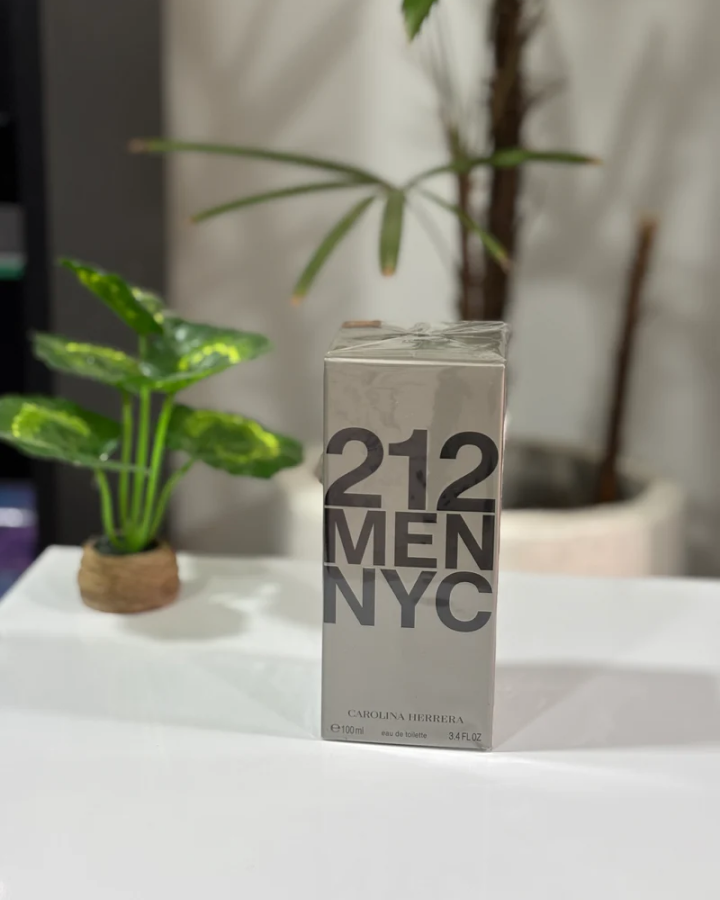 212
MEN
NYC
CAROLINA HERRERA
℮100ml eau de toilette 3.4 FL.OZ